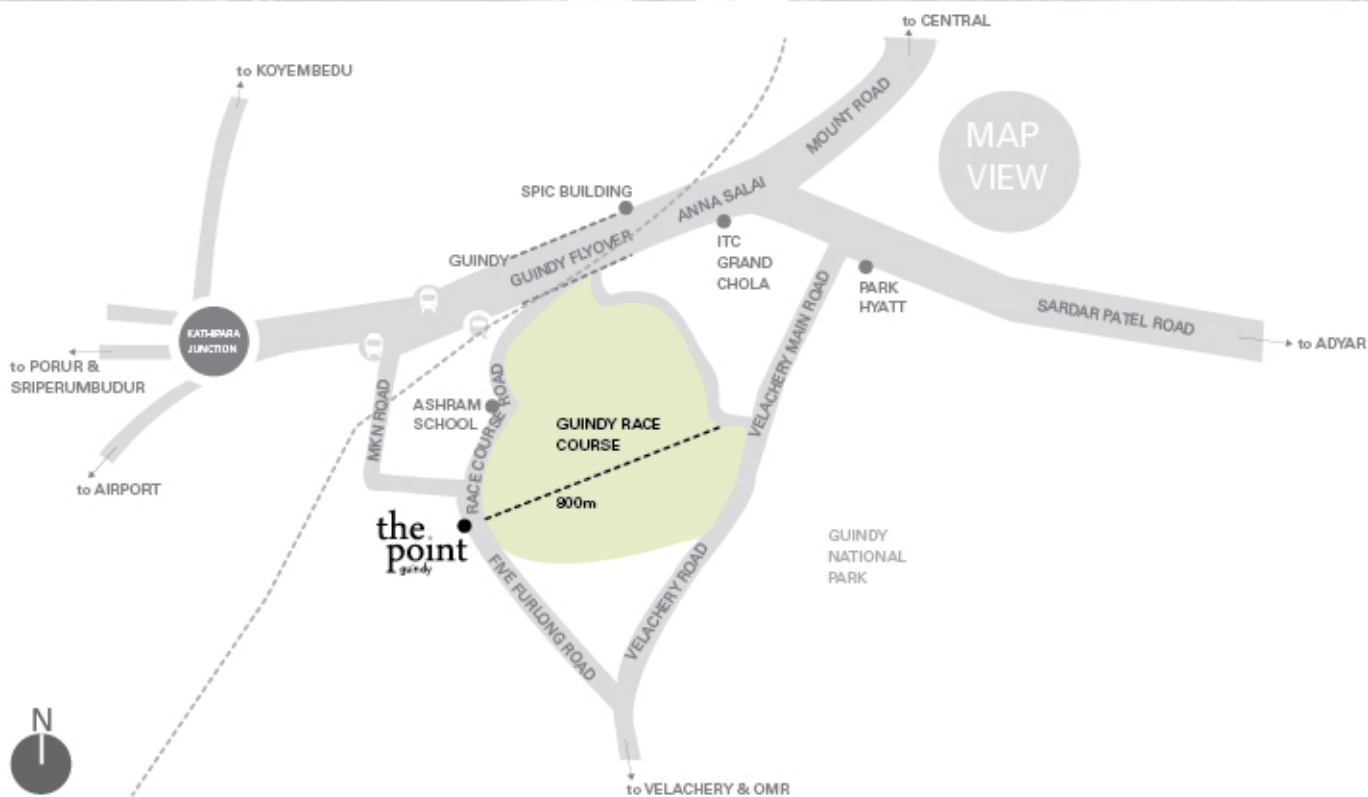 to CENTRAL
to KOYEMBEDU
MOUNT ROAD
MAP
VIEW
SPIC BUILDING
ANNA SALAI
ITC
GRAND
CHOLA
GUINDY
GUINDY FLYOVER
PARK
HYATT
SARDAR PATEL ROAD
to ADYAR
KATHIPARA
JUNCTION
to PORUR &
SRIPERUMBUDUR
MKN ROAD
ASHRAM
SCHOOL
RACE COURSE ROAD
GUINDY RACE
COURSE
VELACHERY MAIN ROAD
to AIRPORT
800m
the
point
guindy
GUINDY
NATIONAL
PARK
FIVE FURLONG ROAD
VELACHERY ROAD
N
to VELACHERY & OMR